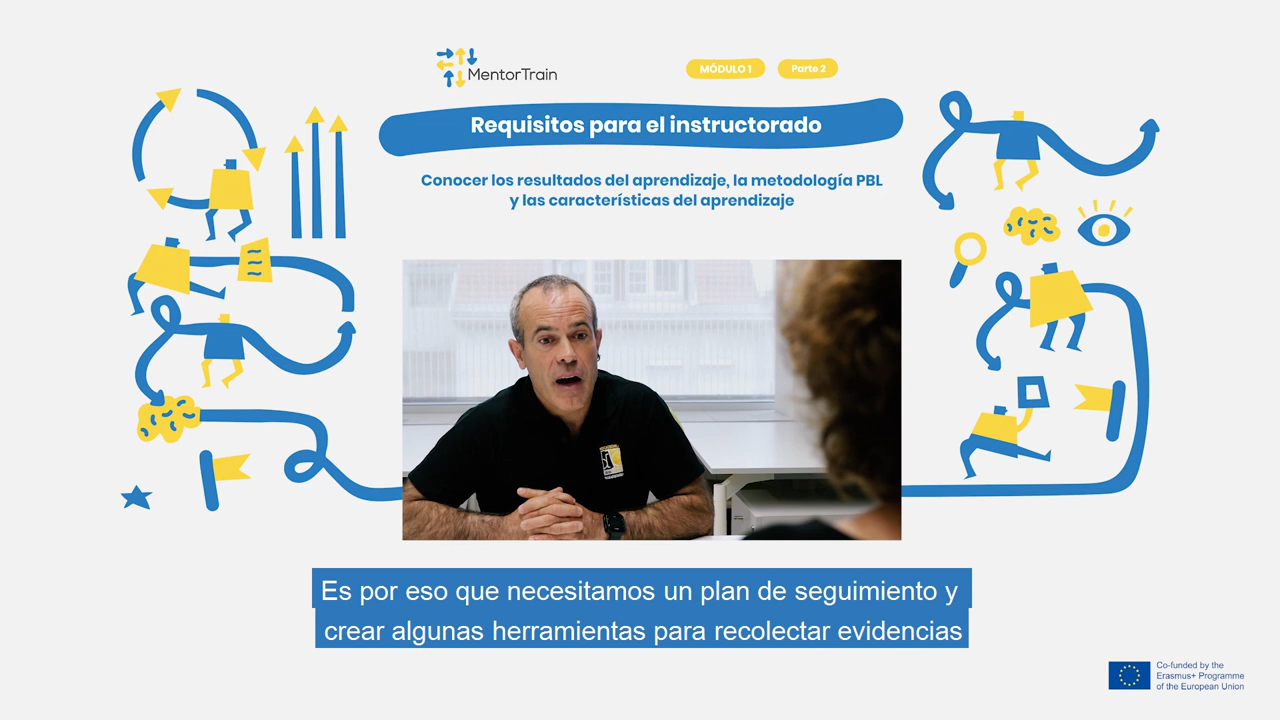 MentorTrain
MÓDULO 1
Parte 2
Requisitos para el instructorado
Conocer los resultados del aprendizaje, la metodología PBL
y las características del aprendizaje
Es por eso que necesitamos un plan de seguimiento y
crear algunas herramientas para recolectar evidencias
Co-funded by the
Erasmus+ Programme
of the European Union